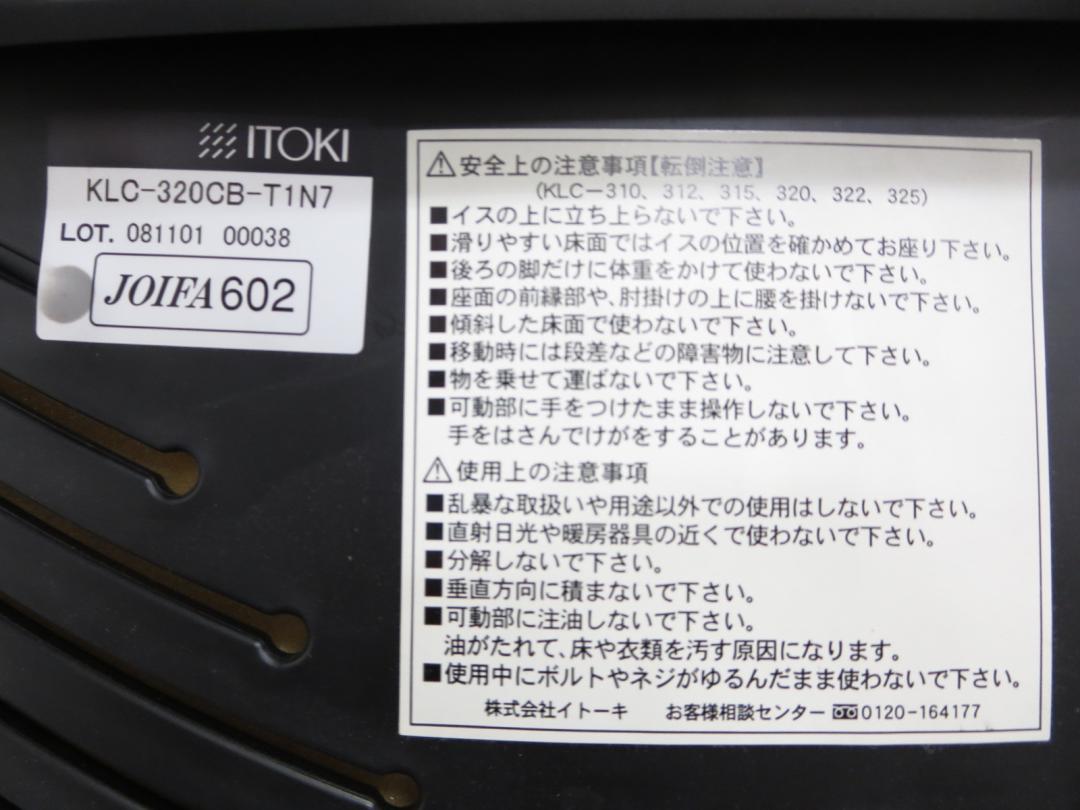 ITOKI
KLC-320CB-T1N7
LOT. 081101 00038
JOIFA 602
⚠安全上の注意事項【転倒注意】
(KLC-310、312、315、320、322、325)
■イスの上に立ち上らないで下さい。
■滑りやすい床面ではイスの位置を確かめてお座り下さい。
■後ろの脚だけに体重をかけて使わないで下さい。
■座面の前縁部や、肘掛けの上に腰を掛けないで下さい。
■傾斜した床面で使わないで下さい。
■移動時には段差などの障害物に注意して下さい。
■物を乗せて運ばないで下さい。
■可動部に手をつけたまま操作しないで下さい。
手をはさんでけがをすることがあります。
⚠使用上の注意事項
■乱暴な取扱いや用途以外での使用はしないで下さい。
■直射日光や暖房器具の近くで使わないで下さい。
■分解しないで下さい。
■垂直方向に積まないで下さい。
■可動部に注油しないで下さい。
油がたれて、床や衣類を汚す原因になります。
■使用中にボルトやネジがゆるんだまま使わないで下さい。
株式会社イトーキ お客様相談センター 0120-164177